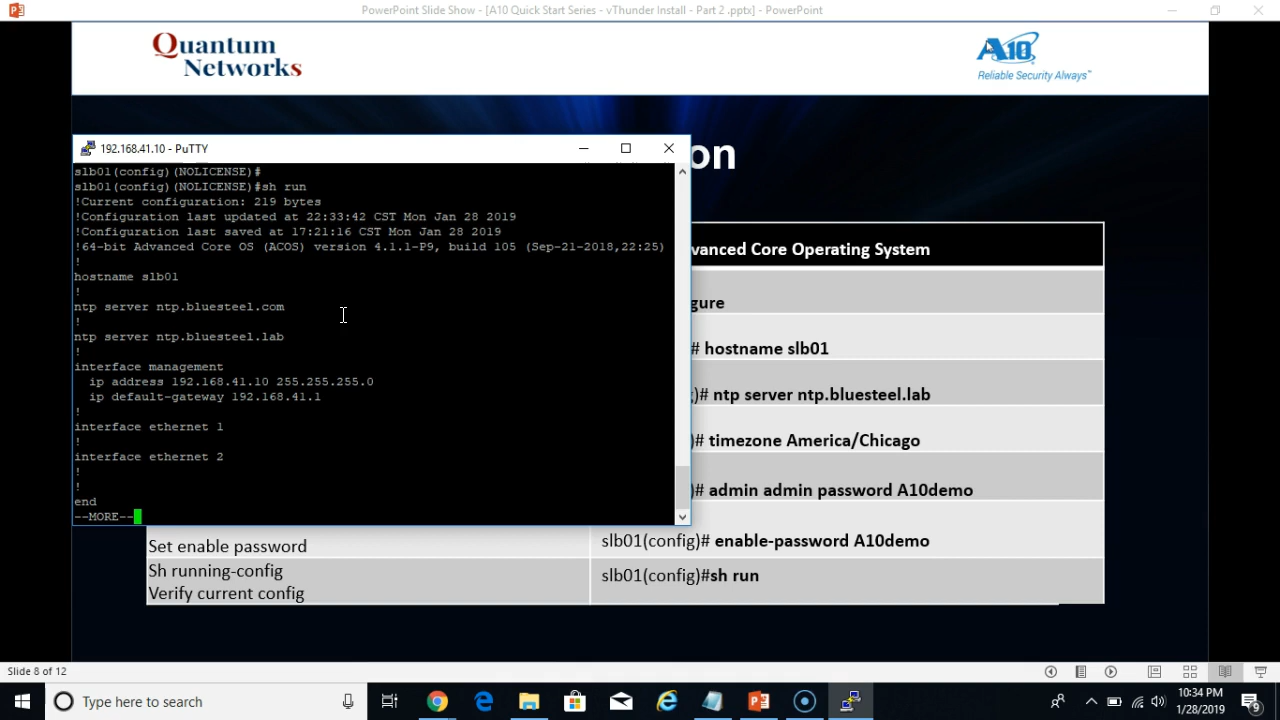 PowerPoint Slide Show - [A10 Quick Start Series - vThunder Install - Part 2 .pptx] - PowerPoint
Quantum
Networks
A10
Reliable Security Always™
on
192.168.41.10 - PuTTY
slb01(config)(NOLICENSE)#
slb01(config)(NOLICENSE)#sh run
!Current configuration: 219 bytes
!Configuration last updated at 22:33:42 CST Mon Jan 28 2019
!Configuration last saved at 17:21:16 CST Mon Jan 28 2019
!64-bit Advanced Core OS (ACOS) version 4.1.1-P9, build 105 (Sep-21-2018,22:25)
!
hostname slb01
!
ntp server ntp.bluesteel.com
!
ntp server ntp.bluesteel.lab
!
interface management
  ip address 192.168.41.10 255.255.255.0
  ip default-gateway 192.168.41.1
!
interface ethernet 1
!
interface ethernet 2
!
!
end
--MORE--
vanced Core Operating System
gure
# hostname slb01
g)# ntp server ntp.bluesteel.lab
)# timezone America/Chicago
)# admin admin password A10demo
Set enable password
slb01(config)# enable-password A10demo
Sh running-config
Verify current config
slb01(config)#sh run
Slide 8 of 12
Type here to search
10:34 PM
1/28/2019
9